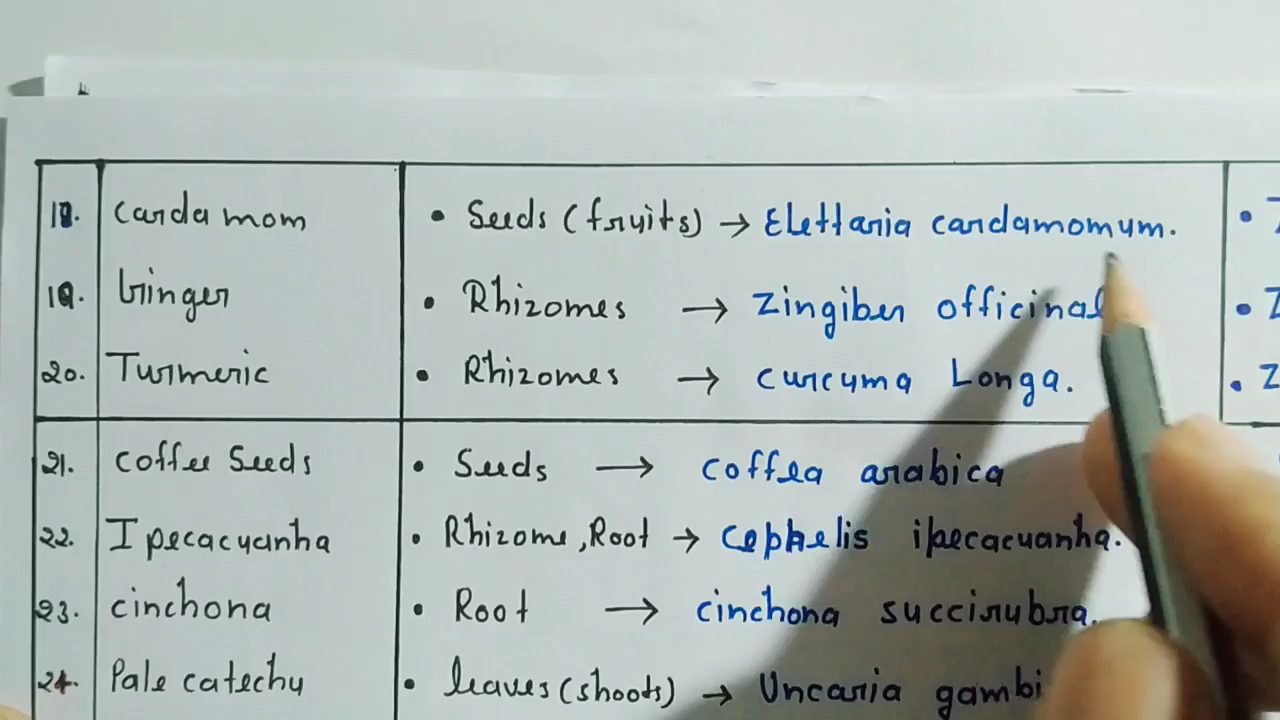 18. Cardamom • Seeds (fruits) → Elettaria cardamomum. •
19. Ginger • Rhizomes → Zingiber officinal • Z
20. Turmeric • Rhizomes → curcuma Longa. • Z
21. Coffee Seeds • Seeds → coffea arabica
22. Ipecacuanha • Rhizome, Root → cephelis ipecacuanha.
23. cinchona • Root → cinchona succirubra.
24. Pale catechu • leaves (shoots) → Uncaria gambi